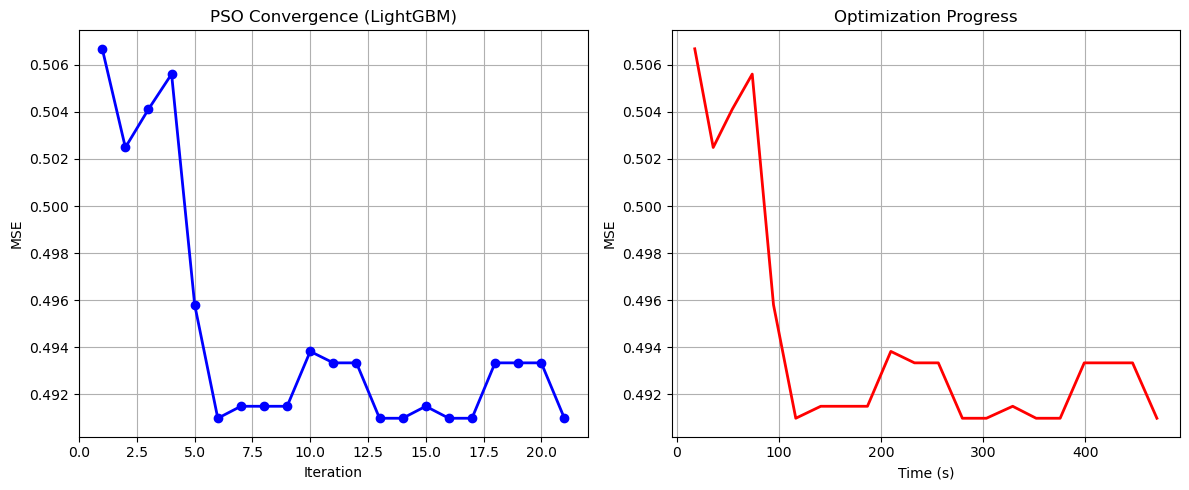 PSO Convergence (LightGBM)
0.506
0.504
0.502
0.500
0.498
0.496
0.494
0.492
MSE
0.0 2.5 5.0 7.5 10.0 12.5 15.0 17.5 20.0
Iteration
Optimization Progress
0.506
0.504
0.502
0.500
0.498
0.496
0.494
0.492
MSE
0 100 200 300 400
Time (s)